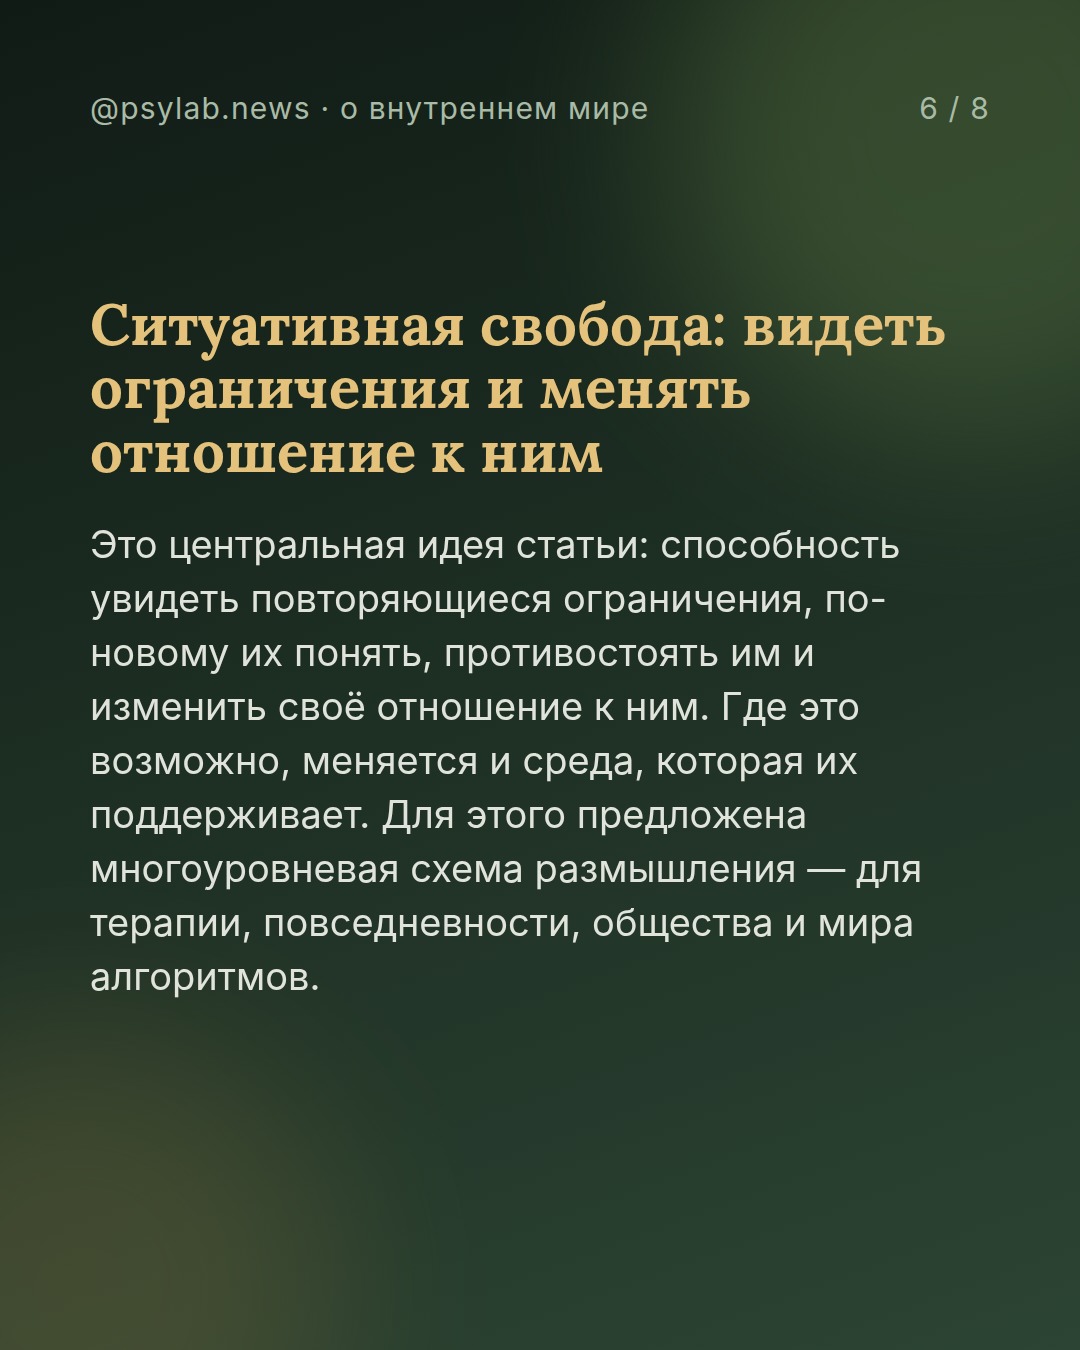 @psylab.news · о внутреннем мире
6 / 8
Ситуативная свобода: видеть
ограничения и менять
отношение к ним
Это центральная идея статьи: способность
увидеть повторяющиеся ограничения, по-
новому их понять, противостоять им и
изменить своё отношение к ним. Где это
возможно, меняется и среда, которая их
поддерживает. Для этого предложена
многоуровневая схема размышления — для
терапии, повседневности, общества и мира
алгоритмов.